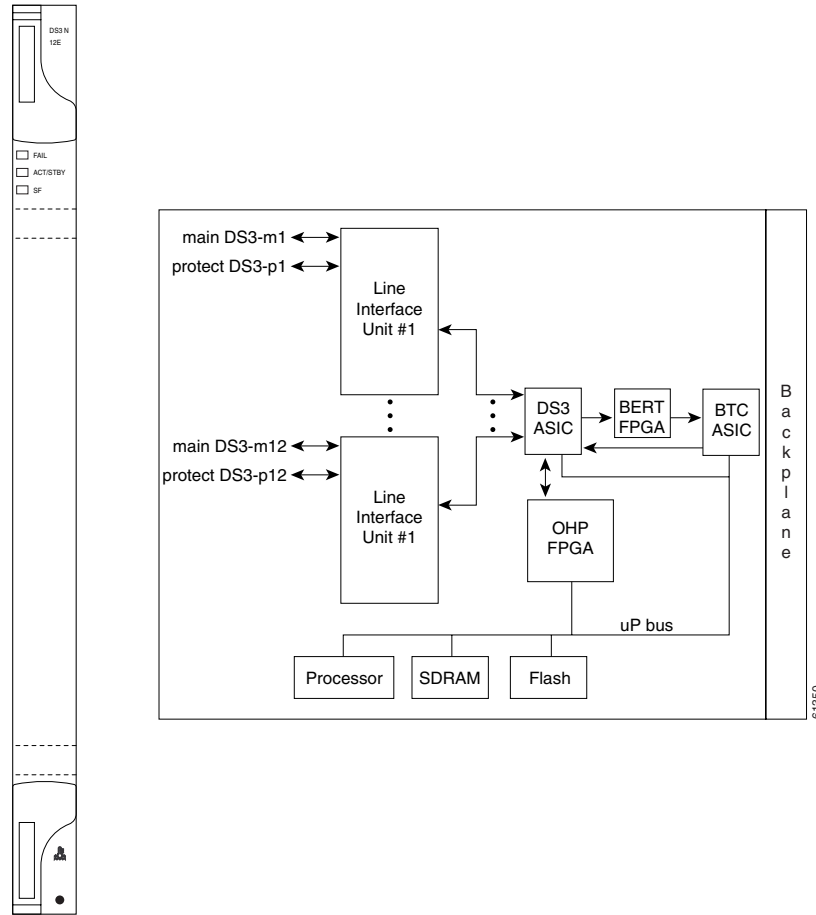 DS3 N
12E
FAIL
ACT/STBY
SF
main DS3-m1
protect DS3-p1
Line
Interface
Unit #1
main DS3-m12
protect DS3-p12
Line
Interface
Unit #1
DS3
ASIC
BERT
FPGA
BTC
ASIC
OHP
FPGA
uP bus
Processor
SDRAM
Flash
Backplane
61350